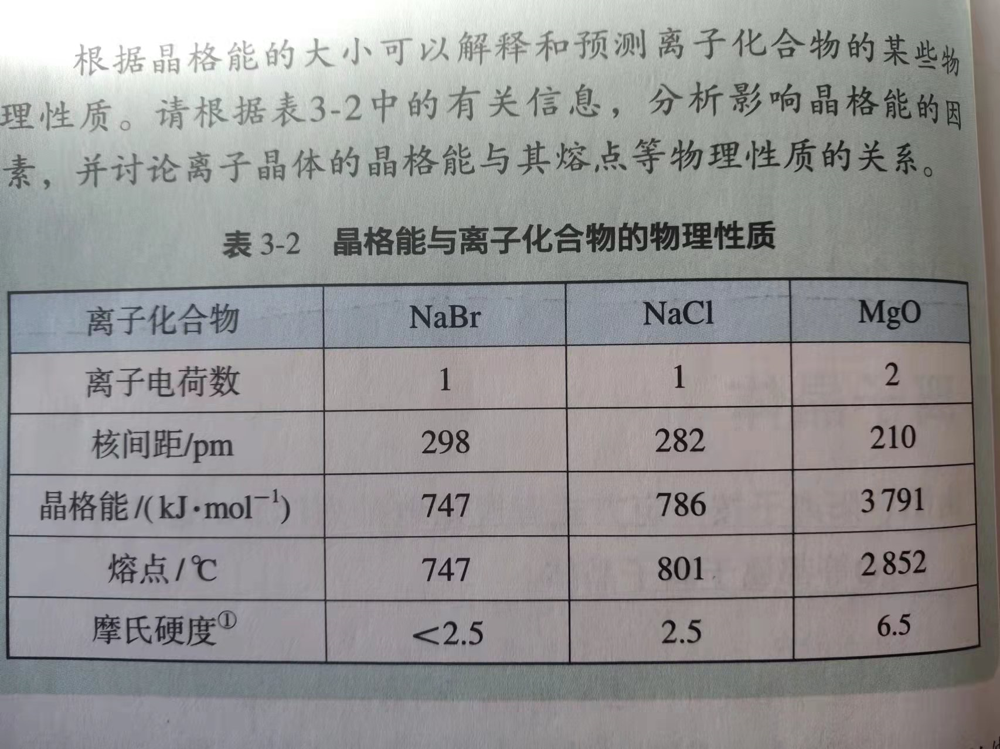 根据晶格能的大小可以解释和预测离子化合物的某些物
理性质。请根据表3-2中的有关信息，分析影响晶格能的因
素，并讨论离子晶体的晶格能与其熔点等物理性质的关系。
表 3-2 晶格能与离子化合物的物理性质
离子化合物 NaBr NaCl MgO
离子电荷数 1 1 2
核间距/pm 298 282 210
晶格能/(kJ·mol⁻¹) 747 786 3 791
熔点/℃ 747 801 2 852
摩氏硬度① <2.5 2.5 6.5